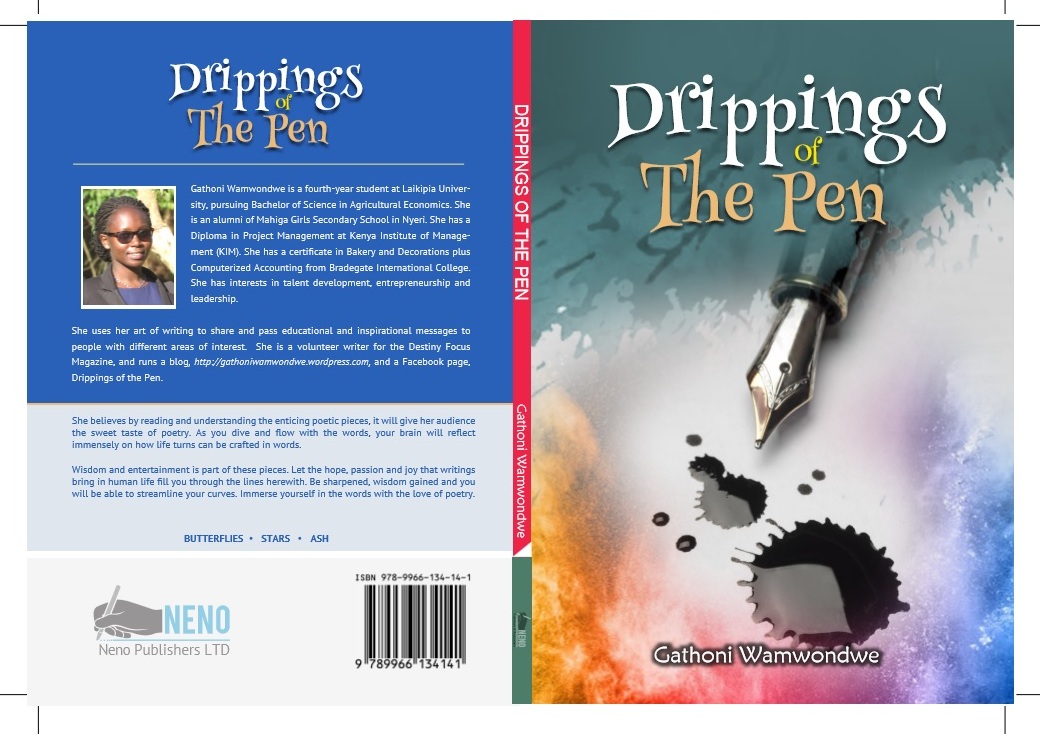 Drippings
of
The Pen
Gathoni Wamwondwe is a fourth-year student at Laikipia Univer-
sity, pursuing Bachelor of Science in Agricultural Economics. She
is an alumni of Mahiga Girls Secondary School in Nyeri. She has a
Diploma in Project Management at Kenya Institute of Manage-
ment (KIM). She has a certificate in Bakery and Decorations plus
Computerized Accounting from Bradegate International College.
She has interests in talent development, entrepreneurship and
leadership.
She uses her art of writing to share and pass educational and inspirational messages to
people with different areas of interest. She is a volunteer writer for the Destiny Focus
Magazine, and runs a blog, http://gathoniwamwondwe.wordpress.com, and a Facebook page,
Drippings of the Pen.
She believes by reading and understanding the enticing poetic pieces, it will give her audience
the sweet taste of poetry. As you dive and flow with the words, your brain will reflect
immensely on how life turns can be crafted in words.
Wisdom and entertainment is part of these pieces. Let the hope, passion and joy that writings
bring in human life fill you through the lines herewith. Be sharpened, wisdom gained and you
will be able to streamline your curves. Immerse yourself in the words with the love of poetry.
BUTTERFLIES • STARS • ASH
NENO
Neno Publishers LTD
ISBN 978-9966-134-14-1
9 789966 134141
DRIPPINGS OF THE PEN
Gathoni Wamwondwe
NENO
Drippings
of
The Pen
Gathoni Wamwondwe